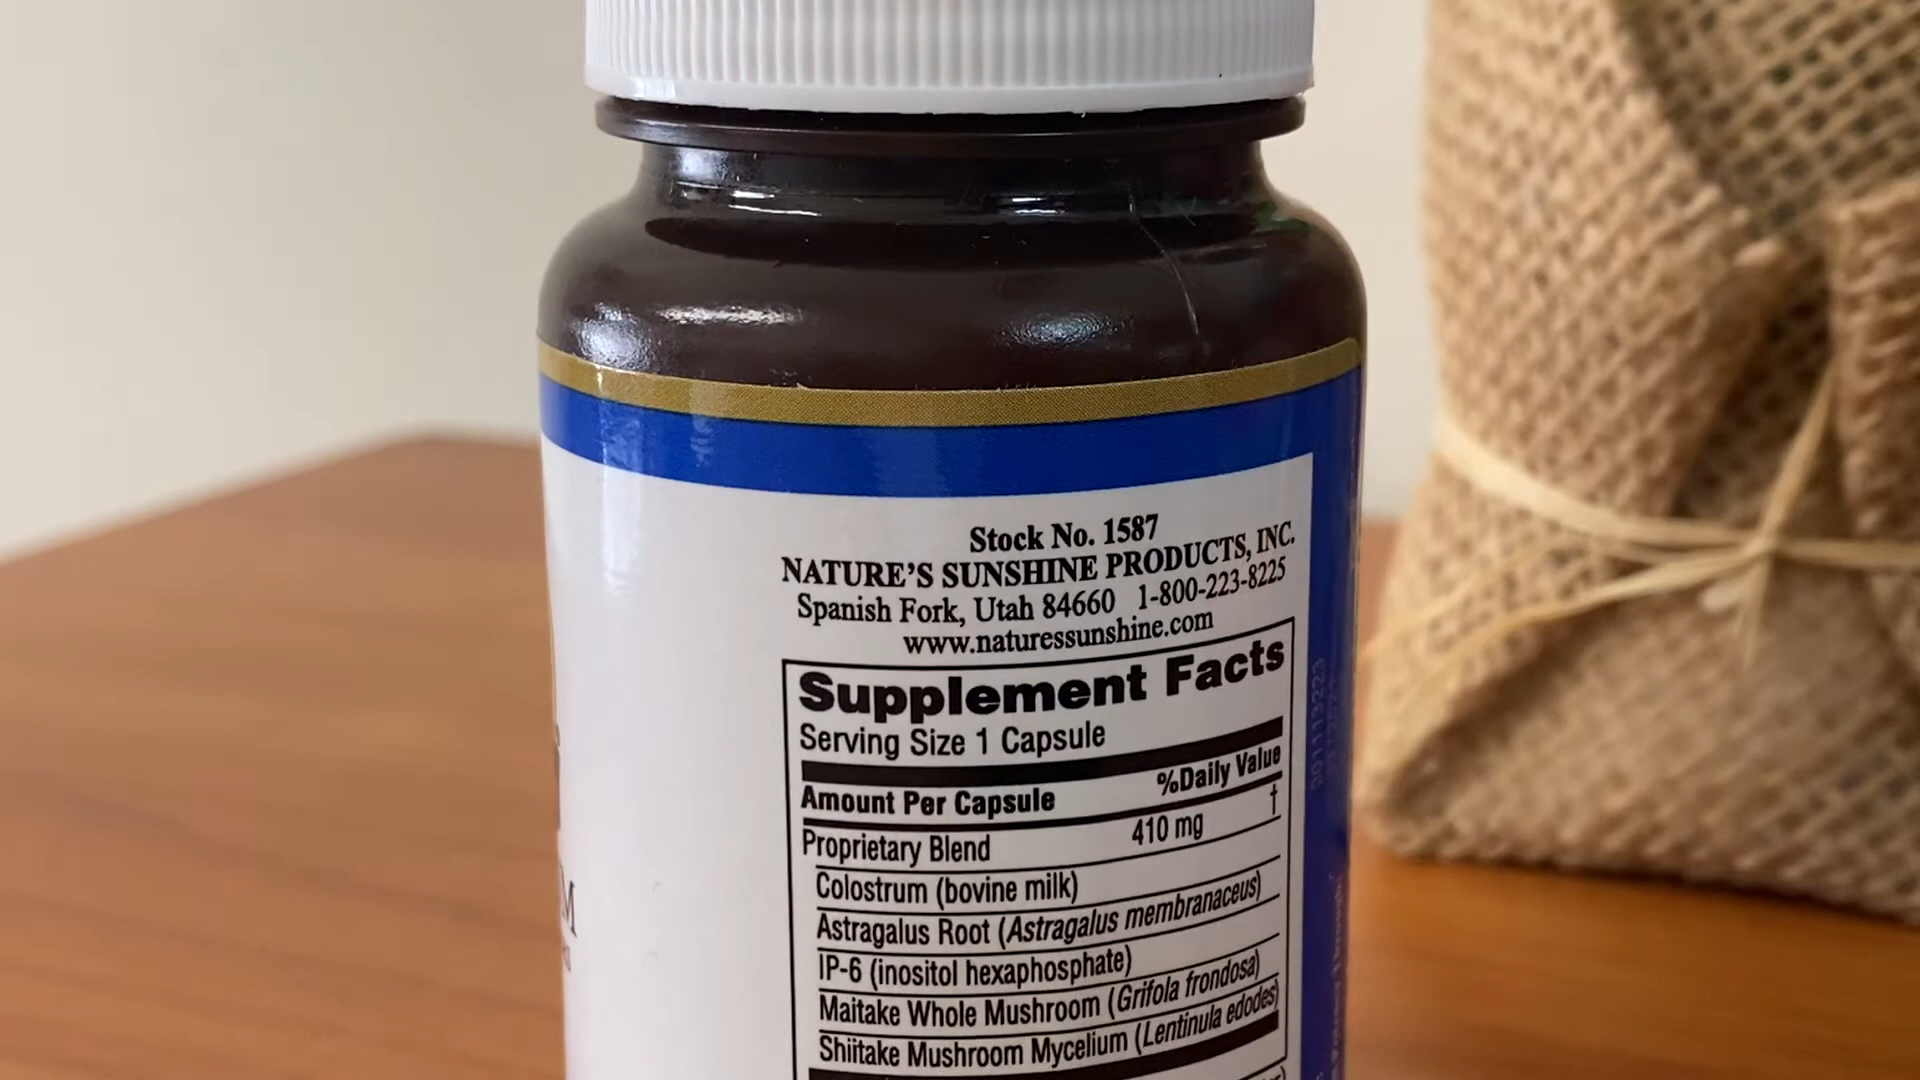 Stock No. 1587
NATURE'S SUNSHINE PRODUCTS, INC.
Spanish Fork, Utah 84660 1-800-223-8225
www.naturessunshine.com
Supplement Facts
Serving Size 1 Capsule
Amount Per Capsule %Daily Value
Proprietary Blend 410 mg †
Colostrum (bovine milk)
Astragalus Root (Astragalus membranaceus)
IP-6 (inositol hexaphosphate)
Maitake Whole Mushroom (Grifola frondosa)
Shiitake Mushroom Mycelium (Lentinula edodes)